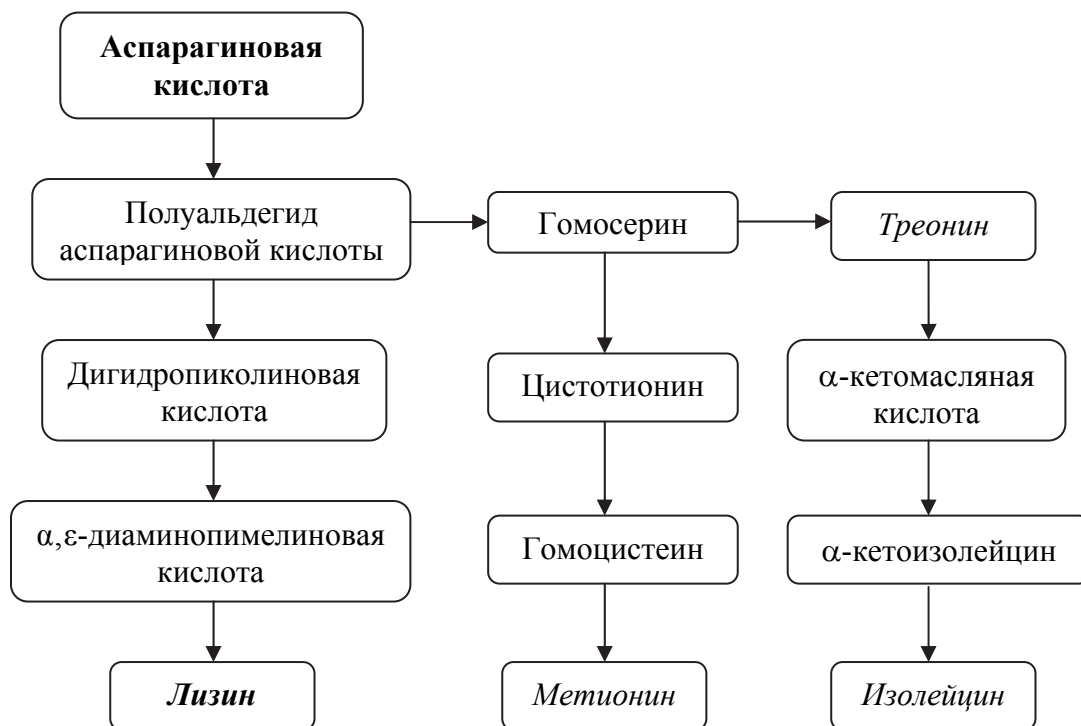 Аспарагиновая
кислота
Полуальдегид
аспарагиновой кислоты
Гомосерин
Треонин
Дигидропиколиновая
кислота
Цистотионин
α-кетомасляная
кислота
α,ε-диаминопимелиновая
кислота
Гомоцистеин
α-кетоизолейцин
Лизин
Метионин
Изолейцин